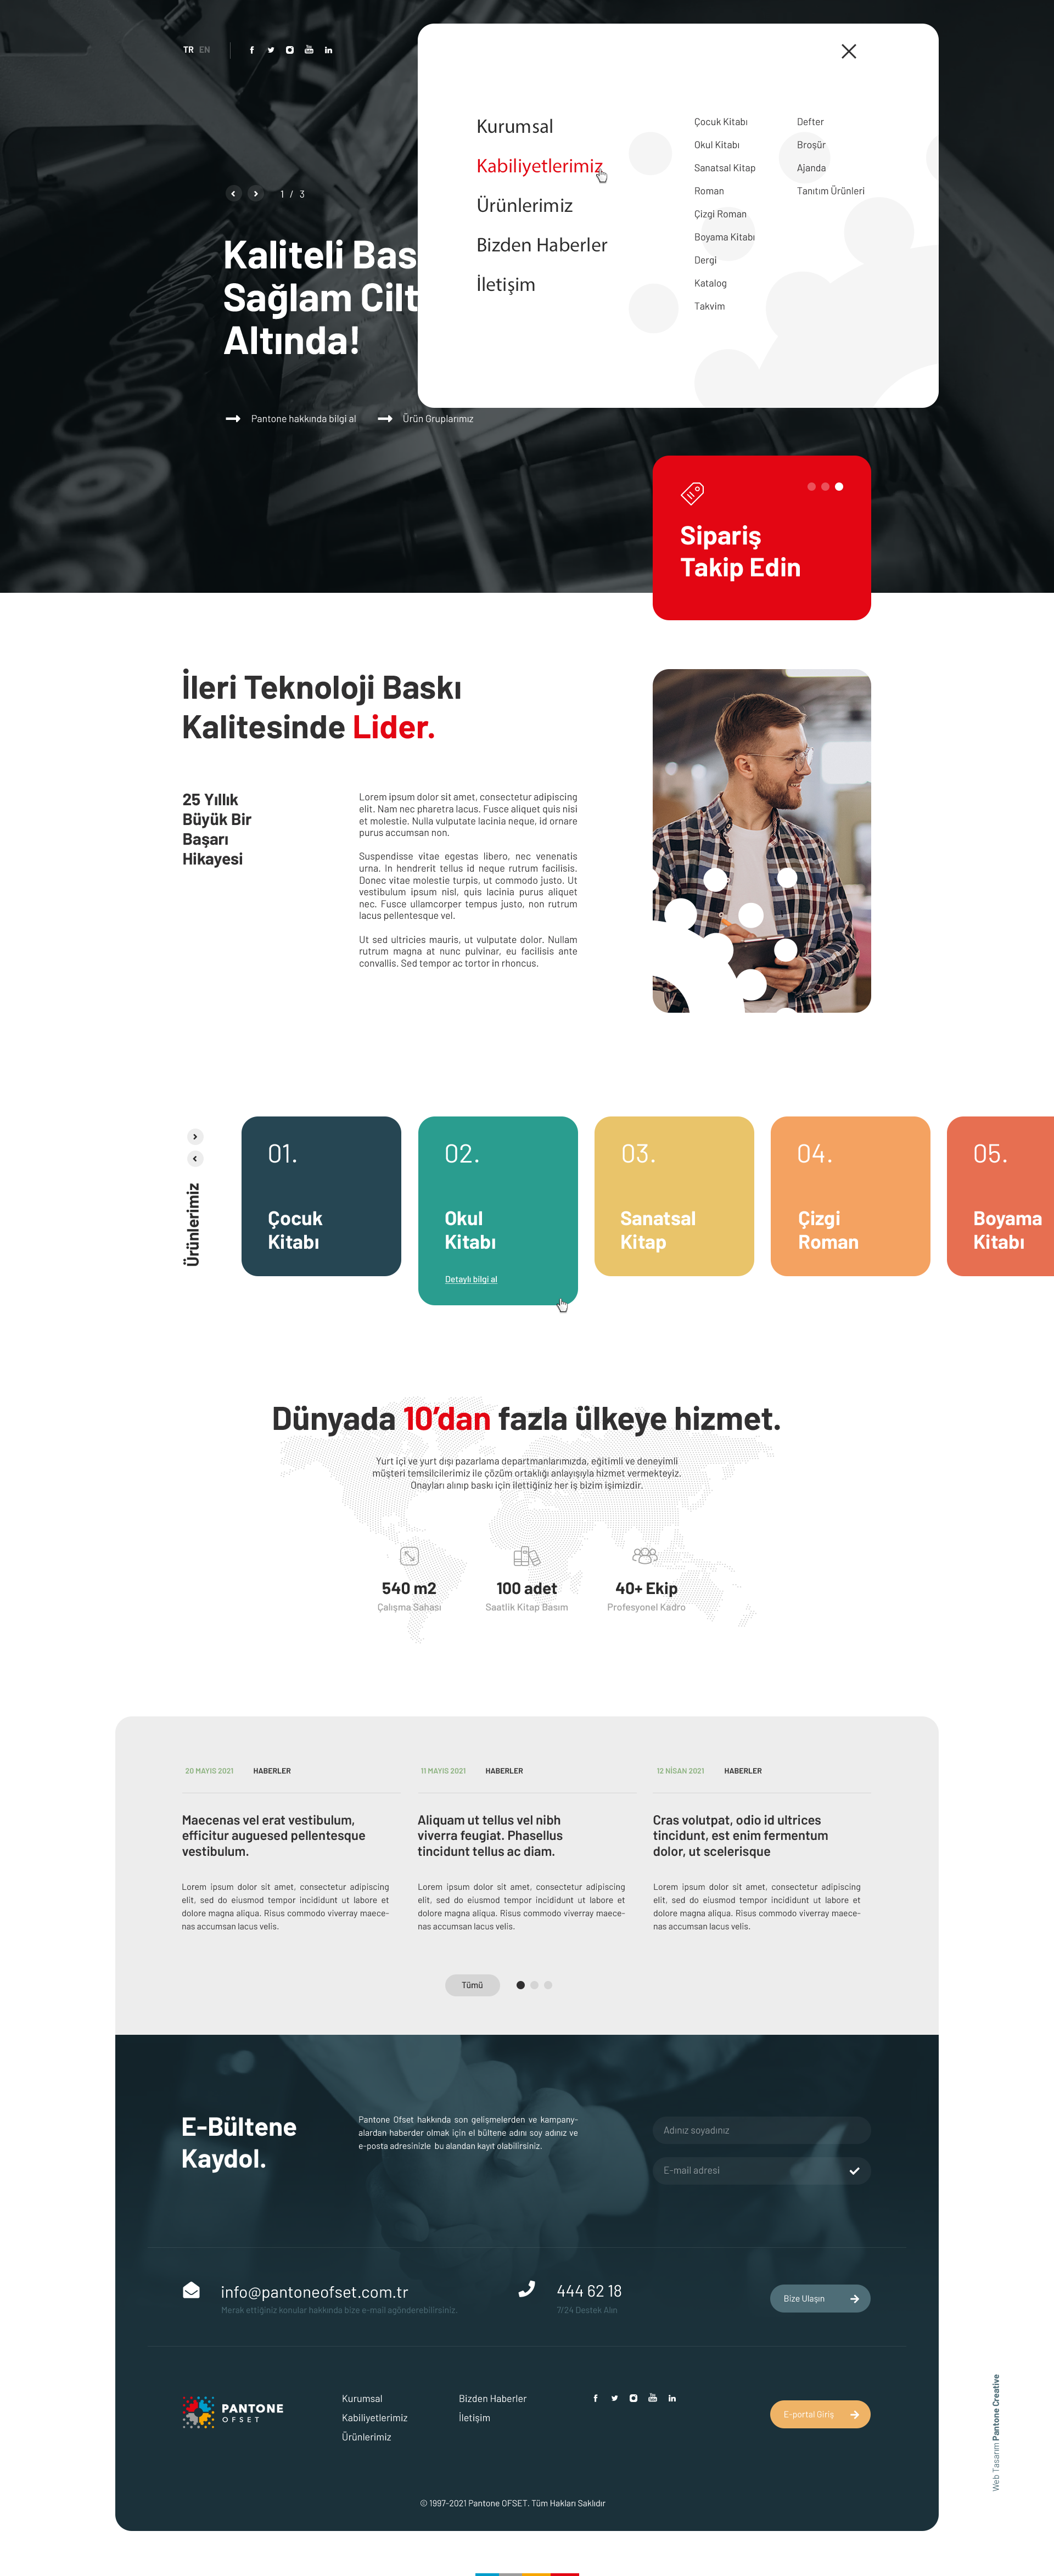 TR EN
Kurumsal
Kabiliyetlerimiz
Ürünlerimiz
Bizden Haberler
İletişim
Çocuk Kitabı
Okul Kitabı
Sanatsal Kitap
Roman
Çizgi Roman
Boyama Kitabı
Dergi
Katalog
Takvim
Defter
Broşür
Ajanda
Tanıtım Ürünleri
1 / 3
Kaliteli Bas
Sağlam Cilt
Altında!
Pantone hakkında bilgi al
Ürün Gruplarımız
Sipariş
Takip Edin
İleri Teknoloji Baskı
Kalitesinde Lider.
25 Yıllık
Büyük Bir
Başarı
Hikayesi
Lorem ipsum dolor sit amet, consectetur adipiscing
elit. Nam nec pharetra lacus. Fusce aliquet quis nisi
et molestie. Nulla vulputate lacinia neque, id ornare
purus accumsan non.
Suspendisse vitae egestas libero, nec venenatis
urna. In hendrerit tellus id neque rutrum facilisis.
Donec vitae molestie turpis, ut commodo justo. Ut
vestibulum ipsum nisl, quis lacinia purus aliquet
nec. Fusce ullamcorper tempus justo, non rutrum
lacus pellentesque vel.
Ut sed ultricies mauris, ut vulputate dolor. Nullam
rutrum magna at nunc pulvinar, eu facilisis ante
convallis. Sed tempor ac tortor in rhoncus.
Ürünlerimiz
01.
Çocuk
Kitabı
02.
Okul
Kitabı
Detaylı bilgi al
03.
Sanatsal
Kitap
04.
Çizgi
Roman
05.
Boyama
Kitabı
Dünyada 10’dan fazla ülkeye hizmet.
Yurt içi ve yurt dışı pazarlama departmanlarımızda, eğitimli ve deneyimli
müşteri temsilcilerimiz ile çözüm ortaklığı anlayışıyla hizmet vermekteyiz.
Onayları alınıp baskı için ilettiğiniz her iş bizim işimizdir.
540 m2
Çalışma Sahası
100 adet
Saatlik Kitap Basım
40+ Ekip
Profesyonel Kadro
20 MAYIS 2021 HABERLER
Maecenas vel erat vestibulum,
efficitur auguesed pellentesque
vestibulum.
Lorem ipsum dolor sit amet, consectetur adipiscing
elit, sed do eiusmod tempor incididunt ut labore et
dolore magna aliqua. Risus commodo viverray maece-
nas accumsan lacus velis.
11 MAYIS 2021 HABERLER
Aliquam ut tellus vel nibh
viverra feugiat. Phasellus
tincidunt tellus ac diam.
Lorem ipsum dolor sit amet, consectetur adipiscing
elit, sed do eiusmod tempor incididunt ut labore et
dolore magna aliqua. Risus commodo viverray maece-
nas accumsan lacus velis.
12 NİSAN 2021 HABERLER
Cras volutpat, odio id ultrices
tincidunt, est enim fermentum
dolor, ut scelerisque
Lorem ipsum dolor sit amet, consectetur adipiscing
elit, sed do eiusmod tempor incididunt ut labore et
dolore magna aliqua. Risus commodo viverray maece-
nas accumsan lacus velis.
Tümü
E-Bültene
Kaydol.
Pantone Ofset hakkında son gelişmelerden ve kampany-
alardan haberder olmak için el bültene adını soy adınız ve
e-posta adresinizle bu alandan kayıt olabilirsiniz.
Adınız soyadınız
E-mail adresi
info@pantoneofset.com.tr
Merak ettiğiniz konular hakkında bize e-mail agönderebilirsiniz.
444 62 18
7/24 Destek Alın
Bize Ulaşın
PANTONE
OFSET
Kurumsal
Kabiliyetlerimiz
Ürünlerimiz
Bizden Haberler
İletişim
You
Tube
E-portal Giriş
Web Tasarım Pantone Creative
© 1997-2021 Pantone OFSET. Tüm Hakları Saklıdır